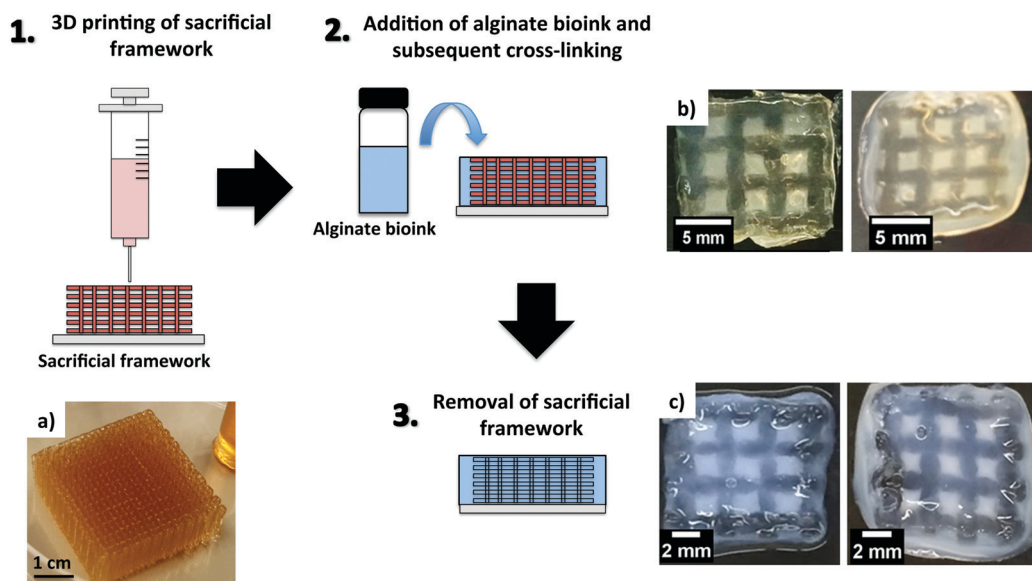 1.
3D printing of sacrificial
framework
Sacrificial framework
a)
1 cm
2.
Addition of alginate bioink and
subsequent cross-linking
Alginate bioink
b)
5 mm
5 mm
3.
Removal of sacrificial
framework
c)
2 mm
2 mm